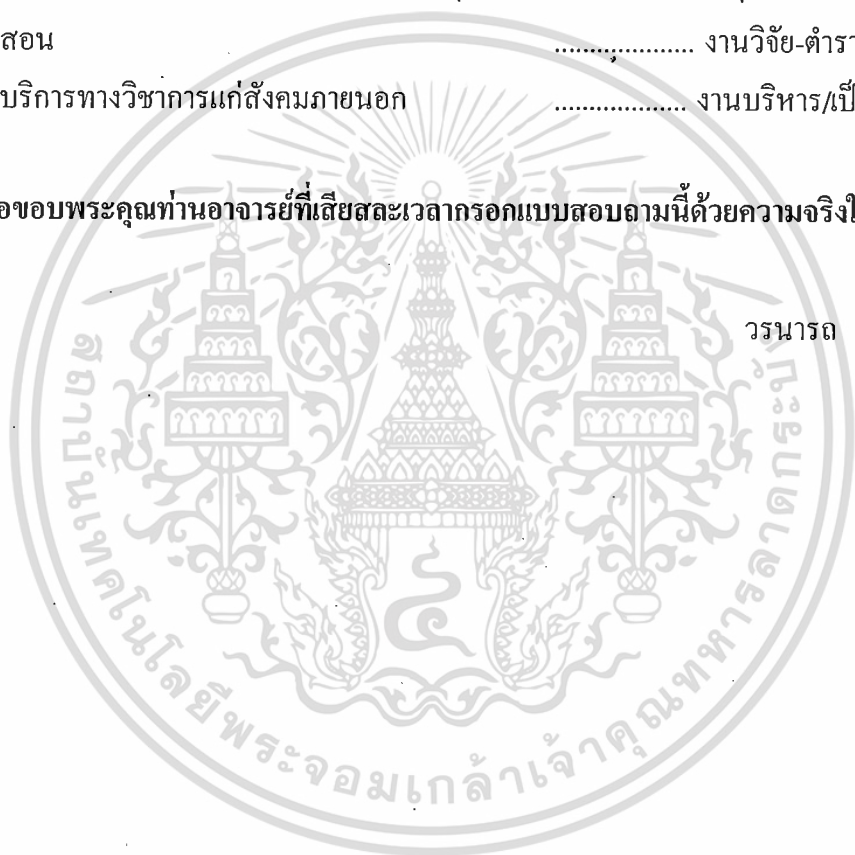 สอน ................... งานวิจัย-ตำรา
บริการทางวิชาการแก่สังคมภายนอก ................... งานบริหาร/เป็
อขอบพระคุณท่านอาจารย์ที่เสียสละเวลากรอกแบบสอบถามนี้ด้วยความจริงใ
วรนารถ
สถาบันเทคโนโลยีพระจอมเกล้าเจ้าคุณทหารลาดกระบัง